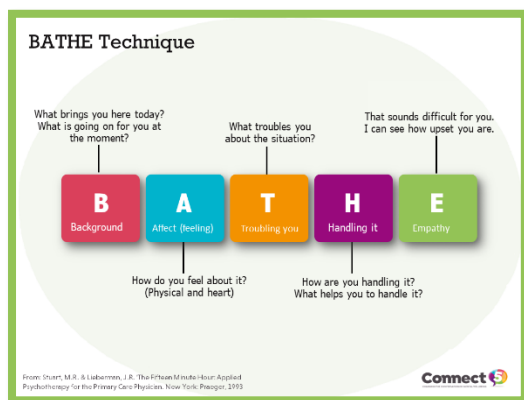 BATHE Technique
What brings you here today?
What is going on for you at
the moment?
What troubles you
about the situation?
That sounds difficult for you.
I can see how upset you are.
B
Background
A
Affect (feeling)
T
Troubling you
H
Handling it
E
Empathy
How do you feel about it?
(Physical and heart)
How are you handling it?
What helps you to handle it?
From: Stuart, M.R. & Lieberman, J.R. 'The Fifteen Minute Hour: Applied
Psychotherapy for the Primary Care Physician. New York: Praeger, 1993
Connect 5